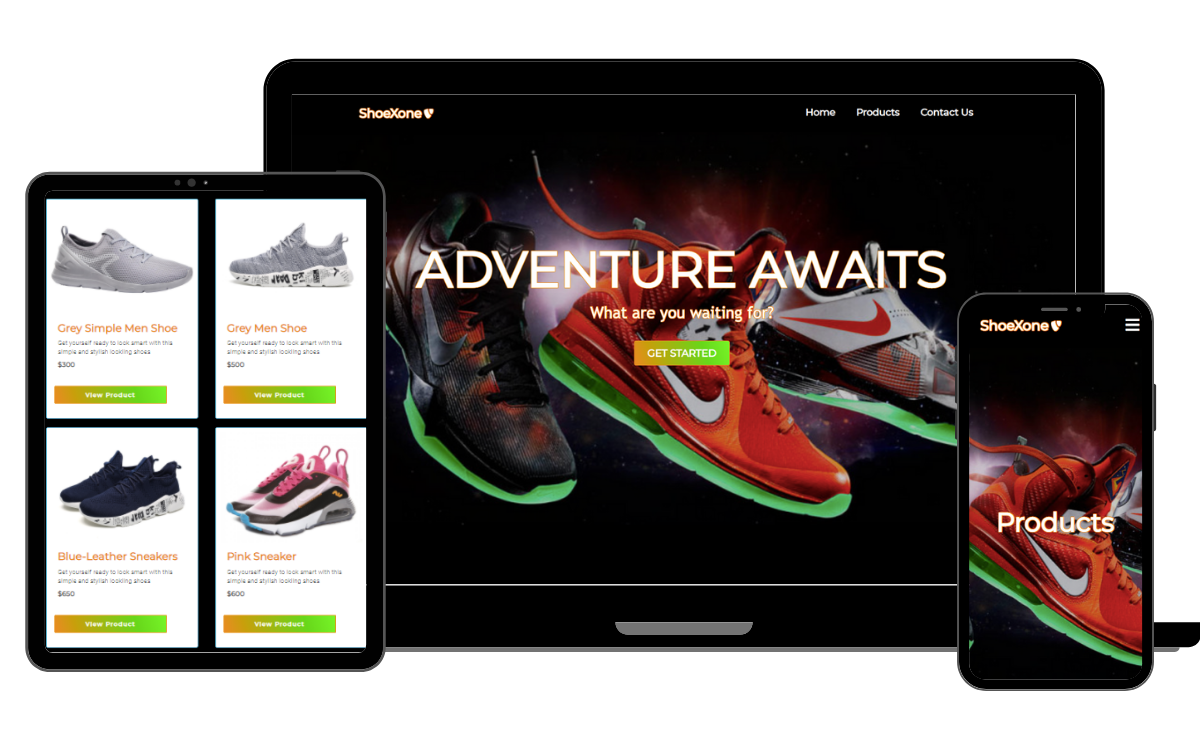 ShoeXone
Home Products Contact Us
ADVENTURE AWAITS
What are you waiting for?
GET STARTED
Grey Simple Men Shoe
Get yourself ready to look smart with this
simple and stylish looking shoes
$300
View Product
Grey Men Shoe
Get yourself ready to look smart with this
simple and stylish looking shoes
$500
View Product
Blue-Leather Sneakers
Get yourself ready to look smart with this
simple and stylish looking shoes
$650
View Product
Pink Sneaker
Get yourself ready to look smart with this
simple and stylish looking shoes
$600
View Product
ShoeXone
Products